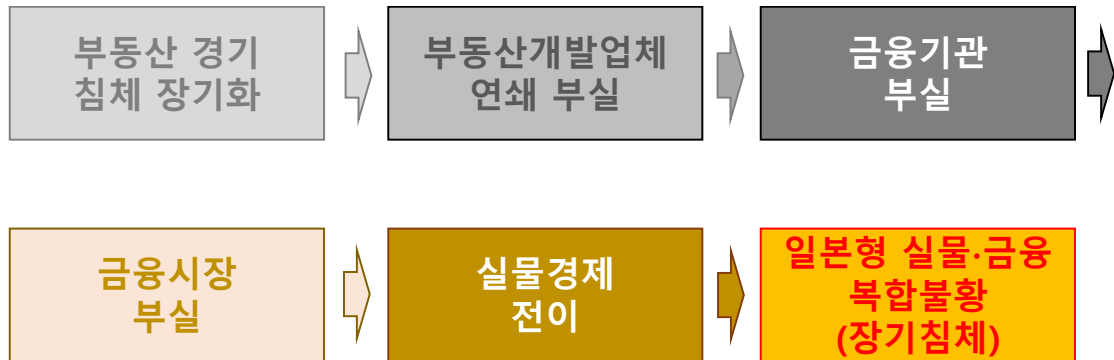 부동산 경기
침체 장기화
부동산개발업체
연쇄 부실
금융기관
부실
금융시장
부실
실물경제
전이
일본형 실물·금융
복합불황
(장기침체)